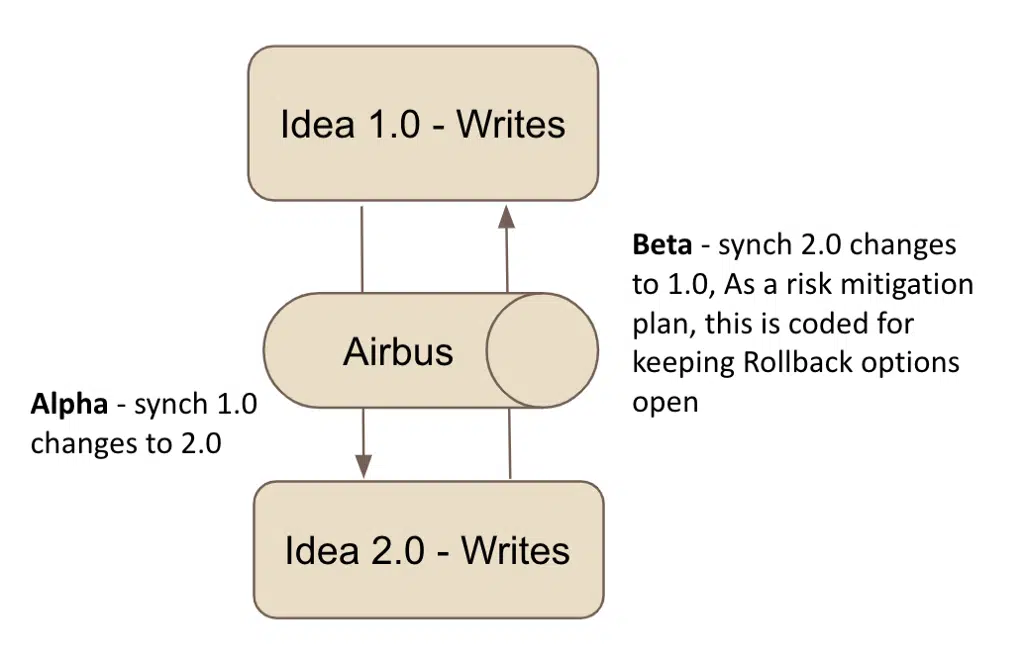 Idea 1.0 - Writes
Beta - synch 2.0 changes
to 1.0, As a risk mitigation
plan, this is coded for
keeping Rollback options
open
Airbus
Alpha - synch 1.0
changes to 2.0
Idea 2.0 - Writes